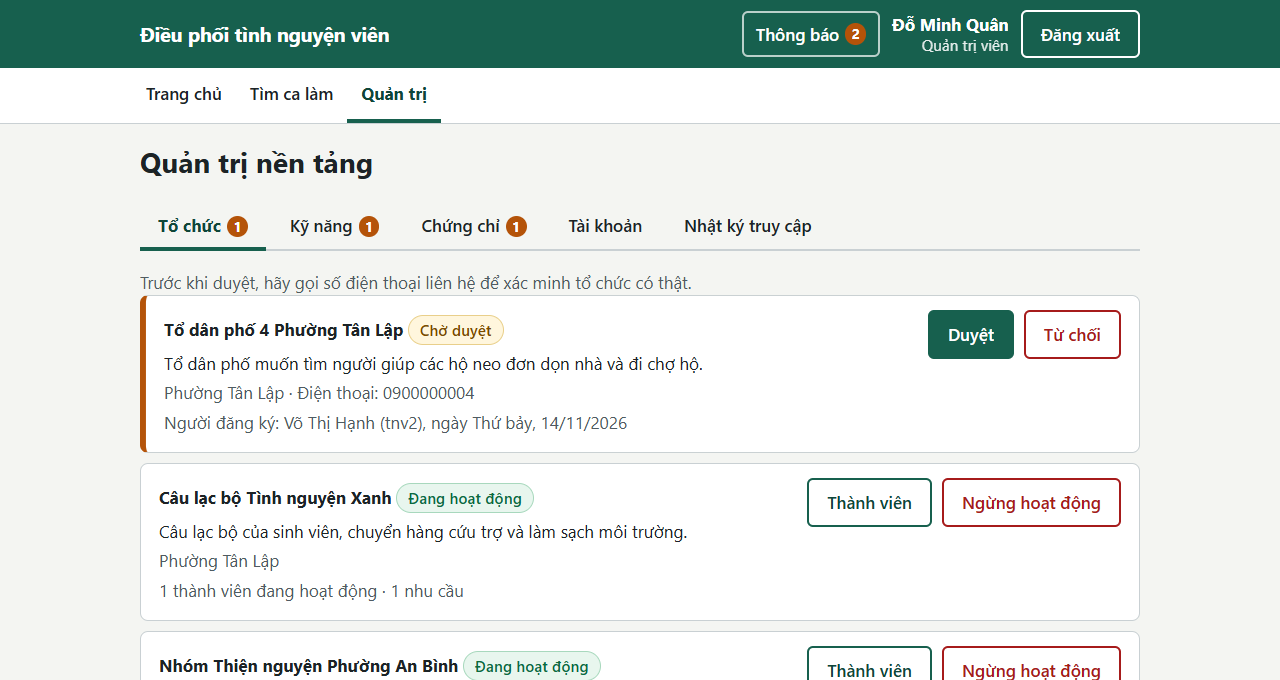 Điều phối tình nguyện viên
Thông báo 2
Đỗ Minh Quân
Quản trị viên
Đăng xuất
Trang chủ
Tìm ca làm
Quản trị
Quản trị nền tảng
Tổ chức 1
Kỹ năng 1
Chứng chỉ 1
Tài khoản
Nhật ký truy cập
Trước khi duyệt, hãy gọi số điện thoại liên hệ để xác minh tổ chức có thật.
Tổ dân phố 4 Phường Tân Lập Chờ duyệt
Duyệt
Từ chối
Tổ dân phố muốn tìm người giúp các hộ neo đơn dọn nhà và đi chợ hộ.
Phường Tân Lập · Điện thoại: 0900000004
Người đăng ký: Võ Thị Hạnh (tnv2), ngày Thứ bảy, 14/11/2026
Câu lạc bộ Tình nguyện Xanh Đang hoạt động
Thành viên
Ngừng hoạt động
Câu lạc bộ của sinh viên, chuyển hàng cứu trợ và làm sạch môi trường.
Phường Tân Lập
1 thành viên đang hoạt động · 1 nhu cầu
Nhóm Thiện nguyện Phường An Bình Đang hoạt động
Thành viên
Ngừng hoạt động